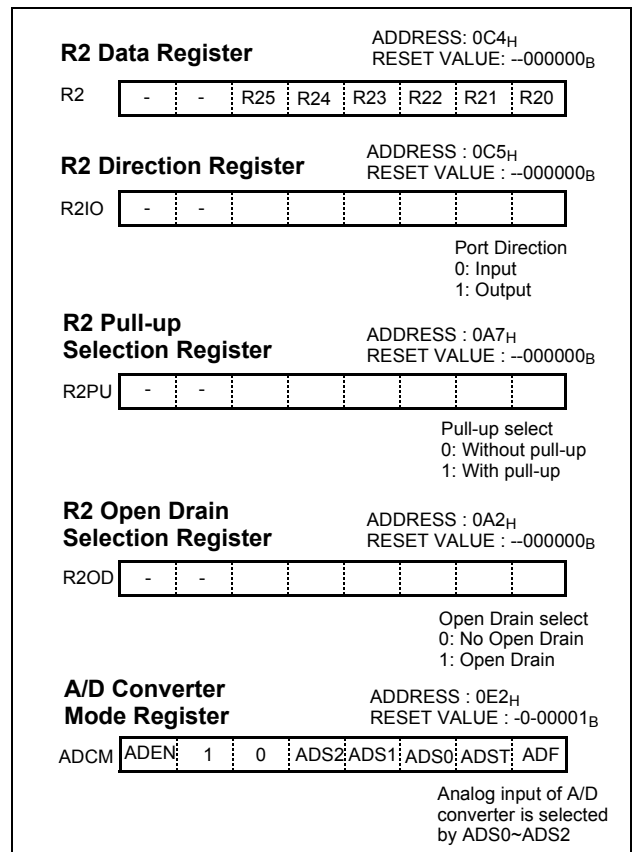 R2 Data Register
ADDRESS: 0C4H
RESET VALUE: --000000B
R2 - - R25 R24 R23 R22 R21 R20
R2 Direction Register
ADDRESS : 0C5H
RESET VALUE : --000000B
R2IO - -
Port Direction
0: Input
1: Output
R2 Pull-up
Selection Register
ADDRESS : 0A7H
RESET VALUE : --000000B
R2PU - -
Pull-up select
0: Without pull-up
1: With pull-up
R2 Open Drain
Selection Register
ADDRESS : 0A2H
RESET VALUE : --000000B
R2OD - -
Open Drain select
0: No Open Drain
1: Open Drain
A/D Converter
Mode Register
ADDRESS : 0E2H
RESET VALUE : -0-00001B
ADCM ADEN 1 0 ADS2 ADS1 ADS0 ADST ADF
Analog input of A/D
converter is selected
by ADS0~ADS2